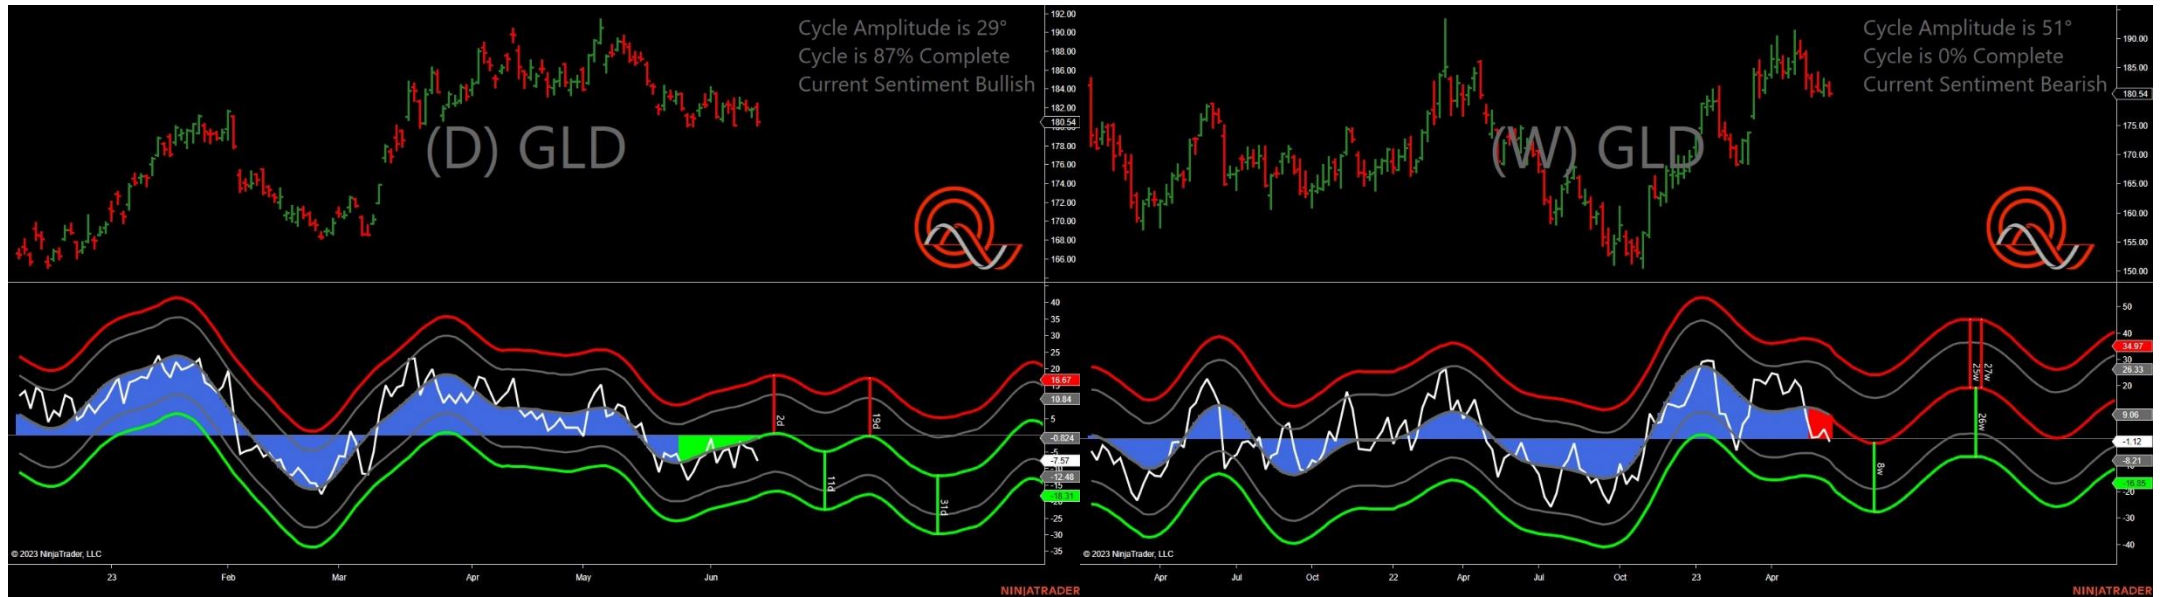 Cycle Amplitude is 29°
Cycle is 87% Complete
Current Sentiment Bullish
(D) GLD
192.00
190.00
188.00
186.00
184.00
182.00
180.54
178.00
176.00
174.00
172.00
170.00
168.00
166.00
40
35
30
25
20
16.67
10.84
5
-0.824
-5
-7.57
-12.48
-15
-18.31
-25
-30
-35
2d
19d
11d
31d
© 2023 NinjaTrader, LLC
23 Feb Mar Apr May Jun
NINJATRADER
Cycle Amplitude is 51°
Cycle is 0% Complete
Current Sentiment Bearish
(W) GLD
190.00
185.00
180.54
175.00
170.00
165.00
160.00
155.00
150.00
50
40
34.97
30
26.33
20
9.06
-1.12
-8.21
-20
-30
-40
25w
27w
26w
8w
© 2023 NinjaTrader, LLC
Apr Jul Oct 22 Apr Jul Oct 23 Apr
NINJATRADER